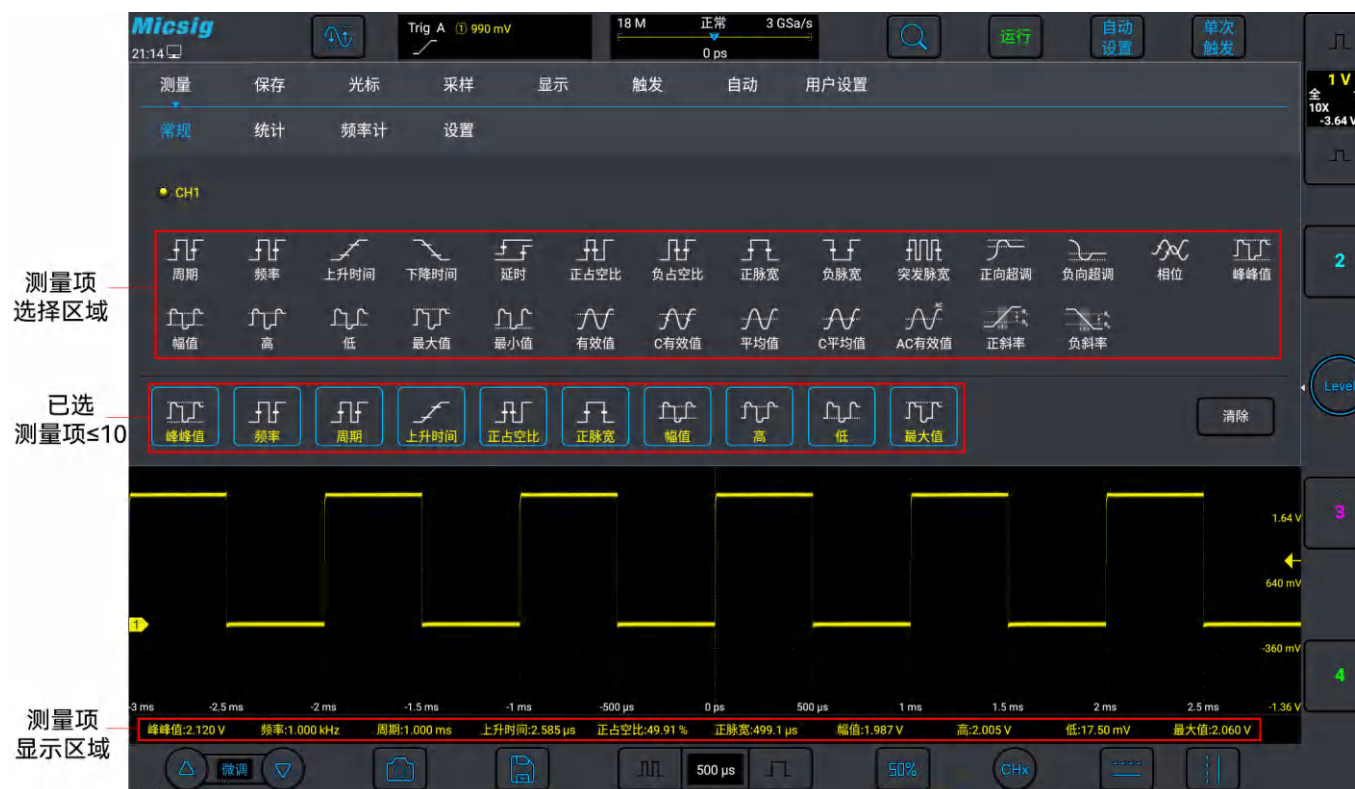 Micsig
21:14
Trig A ① 990 mV
18 M 正常 3 GSa/s
0 ps
运行
自动
设置
单次
触发
测量 保存 光标 采样 显示 触发 自动 用户设置
常规 统计 频率计 设置
CH1
1 V
全
10X
-3.64 V
测量项
选择区域
周期 频率 上升时间 下降时间 延时 正占空比 负占空比 正脉宽 负脉宽 突发脉宽 正向超调 负向超调 相位 峰峰值
AC
幅值 高 低 最大值 最小值 有效值 C有效值 平均值 C平均值 AC有效值 正斜率 负斜率
2
Level
已选
测量项≤10
峰峰值 频率 周期 上升时间 正占空比 正脉宽 幅值 高 低 最大值
清除
3
1.64 V
640 mV
1
-360 mV
4
-3 ms -2.5 ms -2 ms -1.5 ms -1 ms -500 μs 0 ps 500 μs 1 ms 1.5 ms 2 ms 2.5 ms -1.36 V
测量项
显示区域
峰峰值:2.120 V 频率:1.000 kHz 周期:1.000 ms 上升时间:2.585 μs 正占空比:49.91 % 正脉宽:499.1 μs 幅值:1.987 V 高:2.005 V 低:17.50 mV 最大值:2.060 V
微调
500 μs
50%
CHx